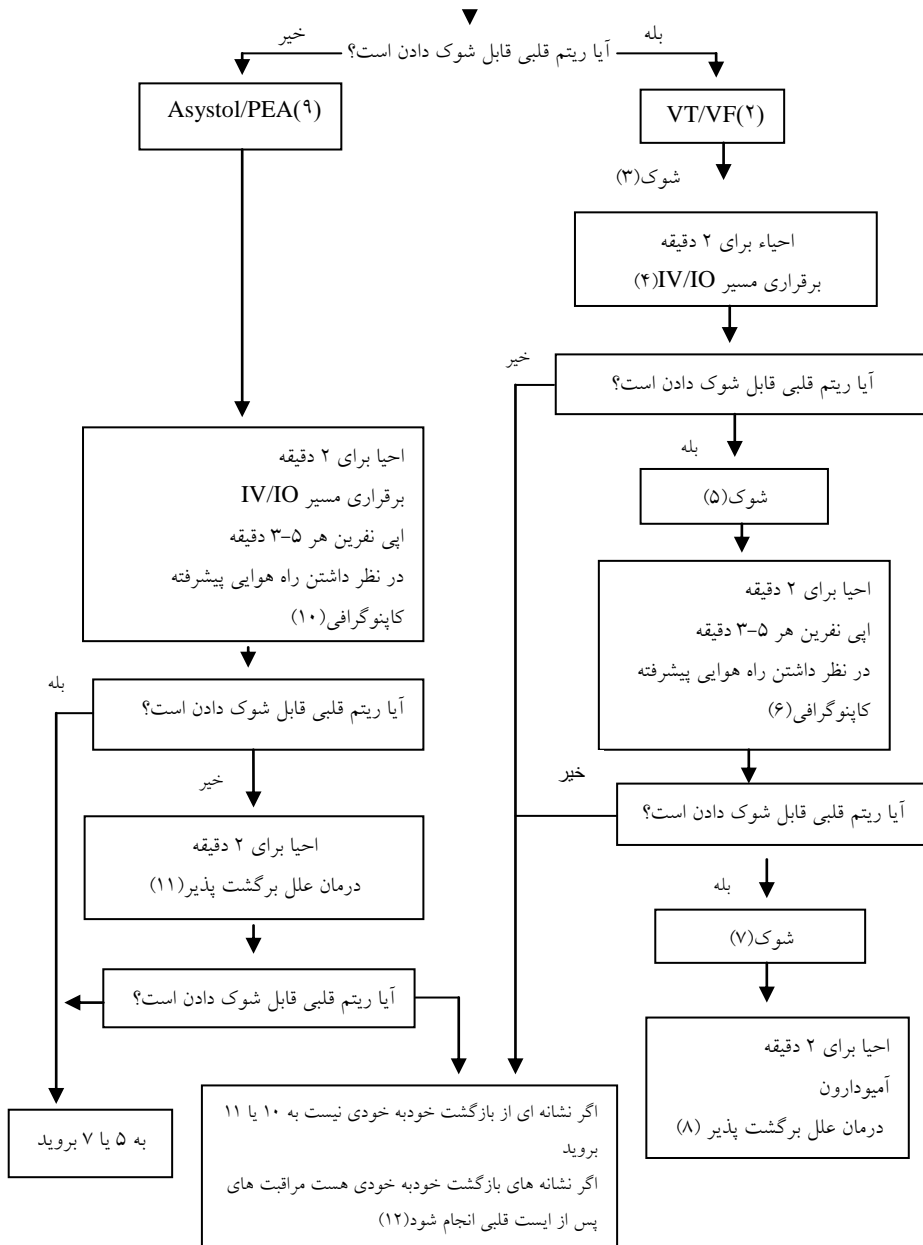 آیا ریتم قلبی قابل شوک دادن است؟
بله
خیر
VT/VF(۲)
Asystol/PEA(۹)
شوک(۳)
احیاء برای ۲ دقیقه
برقراری مسیر IV/IO(۴)
خیر
آیا ریتم قلبی قابل شوک دادن است؟
بله
شوک(۵)
احیا برای ۲ دقیقه
اپی نفرین هر ۵-۳ دقیقه
در نظر داشتن راه هوایی پیشرفته
کاپنوگرافی(۶)
خیر
آیا ریتم قلبی قابل شوک دادن است؟
بله
شوک(۷)
احیا برای ۲ دقیقه
آمیودارون
درمان علل برگشت پذیر (۸)
احیا برای ۲ دقیقه
برقراری مسیر IV/IO
اپی نفرین هر ۵-۳ دقیقه
در نظر داشتن راه هوایی پیشرفته
کاپنوگرافی(۱۰)
بله
آیا ریتم قلبی قابل شوک دادن است؟
خیر
احیا برای ۲ دقیقه
درمان علل برگشت پذیر(۱۱)
آیا ریتم قلبی قابل شوک دادن است؟
اگر نشانه ای از بازگشت خودبه خودی نیست به ۱۰ یا ۱۱
بروید
اگر نشانه های بازگشت خودبه خودی هست مراقبت های
پس از ایست قلبی انجام شود(۱۲)
به ۵ یا ۷ بروید